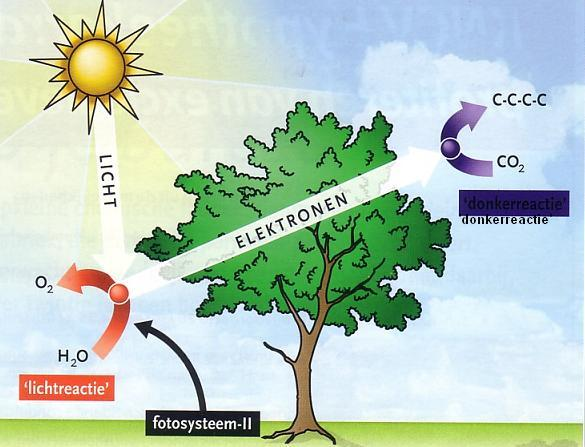 C-C-C-C
LICHT
CO2
'donkerreactie'
donkerreactie
ELEKTRONEN
O2
H2O
'lichtreactie'
fotosysteem-II